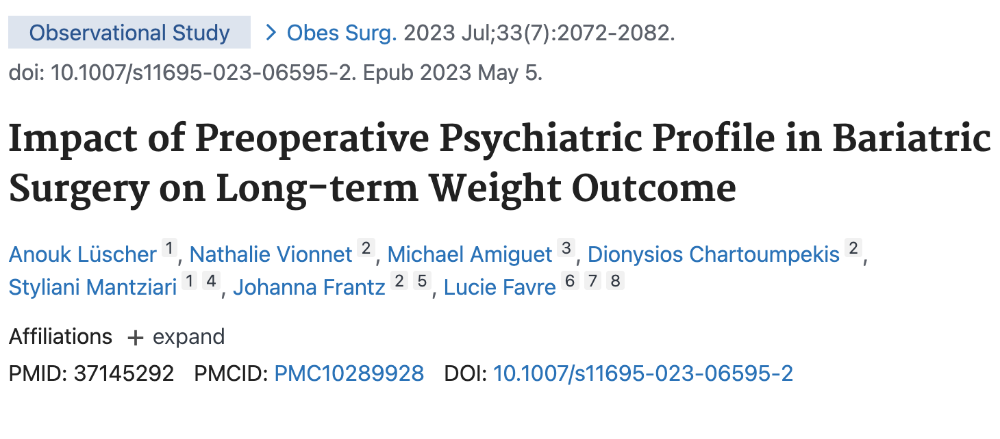 Observational Study > Obes Surg. 2023 Jul;33(7):2072-2082.
doi: 10.1007/s11695-023-06595-2. Epub 2023 May 5.
Impact of Preoperative Psychiatric Profile in Bariatric
Surgery on Long-term Weight Outcome
Anouk Lüscher 1, Nathalie Vionnet 2, Michael Amiguet 3, Dionysios Chartoumpekis 2,
Styliani Mantziari 1 4, Johanna Frantz 2 5, Lucie Favre 6 7 8
Affiliations + expand
PMID: 37145292 PMCID: PMC10289928 DOI: 10.1007/s11695-023-06595-2